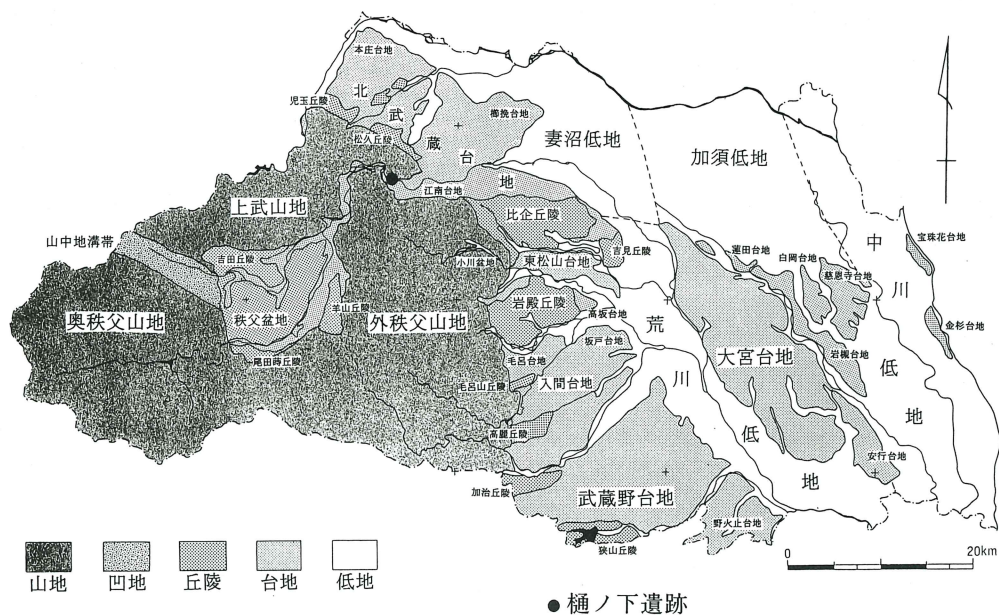 本庄台地
児玉丘陵
北武蔵台地
櫛挽台地
松久丘陵
妻沼低地
加須低地
江南台地
上武山地
比企丘陵
中川低地
宝珠花台地
山中地溝帯
吉田丘陵
小川盆地
東松山台地
吉見丘陵
蓮田台地
白岡台地
慈恩寺台地
秩父盆地
羊山丘陵
奥秩父山地
外秩父山地
岩殿丘陵
高坂台地
荒川低地
大宮台地
岩槻台地
金杉台地
尾田蒔丘陵
毛呂台地
坂戸台地
毛呂山丘陵
入間台地
高麗丘陵
安行台地
加治丘陵
武蔵野台地
野火止台地
狭山丘陵
山地
凹地
丘陵
台地
低地
0 20km
●樋ノ下遺跡